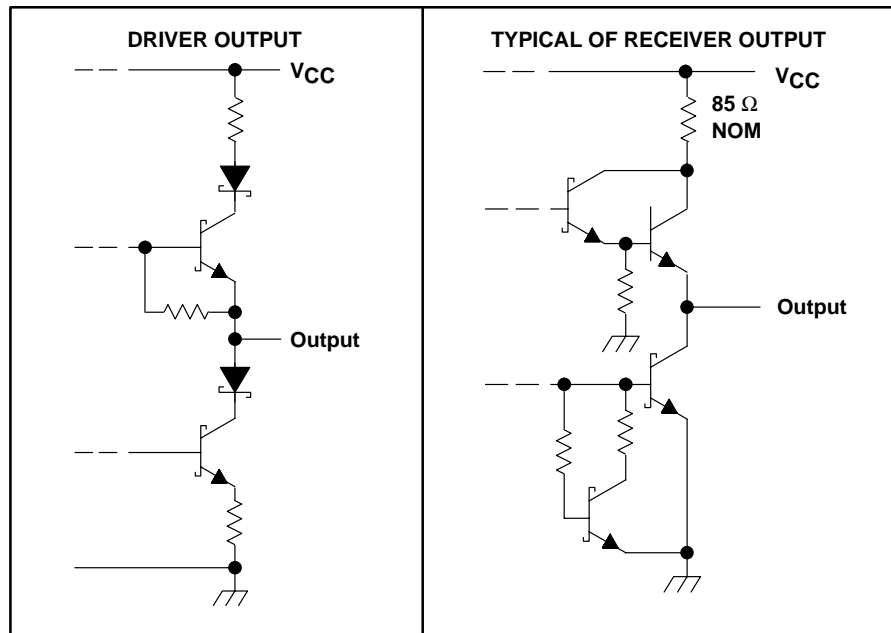 DRIVER OUTPUT
VCC
Output
TYPICAL OF RECEIVER OUTPUT
VCC
85 Ω
NOM
Output